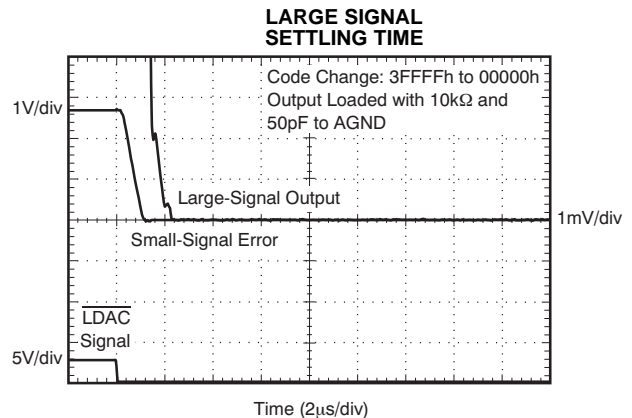 LARGE SIGNAL
SETTLING TIME
Code Change: 3FFFFh to 00000h
Output Loaded with 10kΩ and
50pF to AGND
1V/div
Large-Signal Output
1mV/div
Small-Signal Error
LDAC
Signal
5V/div
Time (2μs/div)